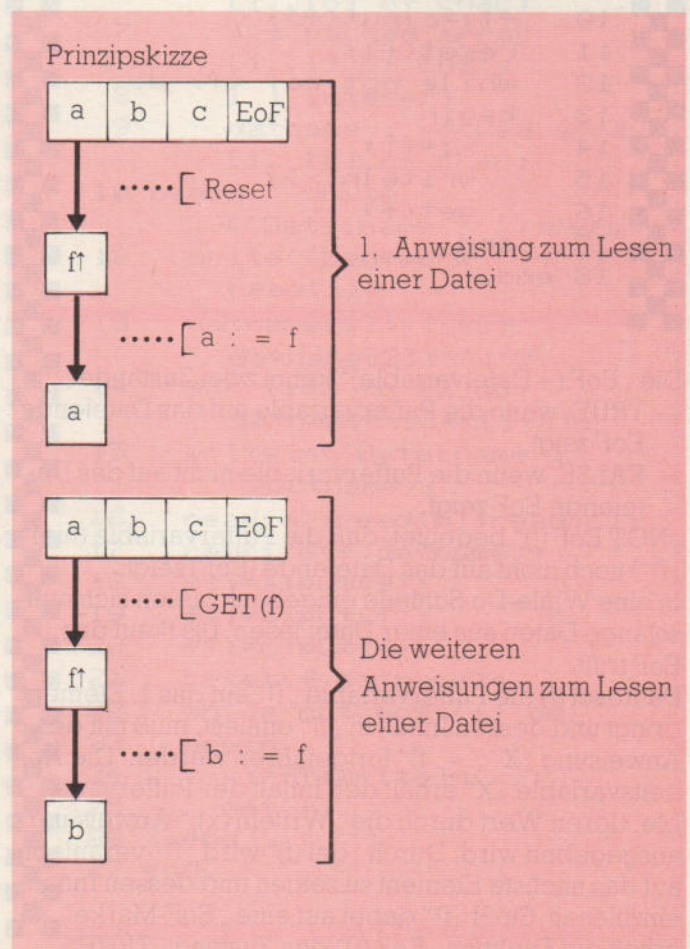 Prinzipskizze
a b c EoF
..... [ Reset
f↑
1. Anweisung zum Lesen
einer Datei
..... [ a : = f
a
a b c EoF
..... [ GET (f)
f↑
Die weiteren
Anweisungen zum Lesen
einer Datei
..... [ b : = f
b